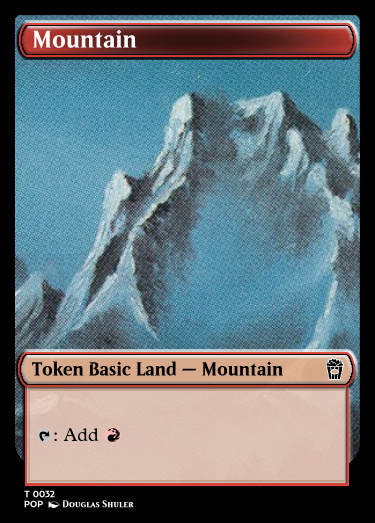 Mountain
Token Basic Land — Mountain
: Add
T 0032
POP Douglas Shuler